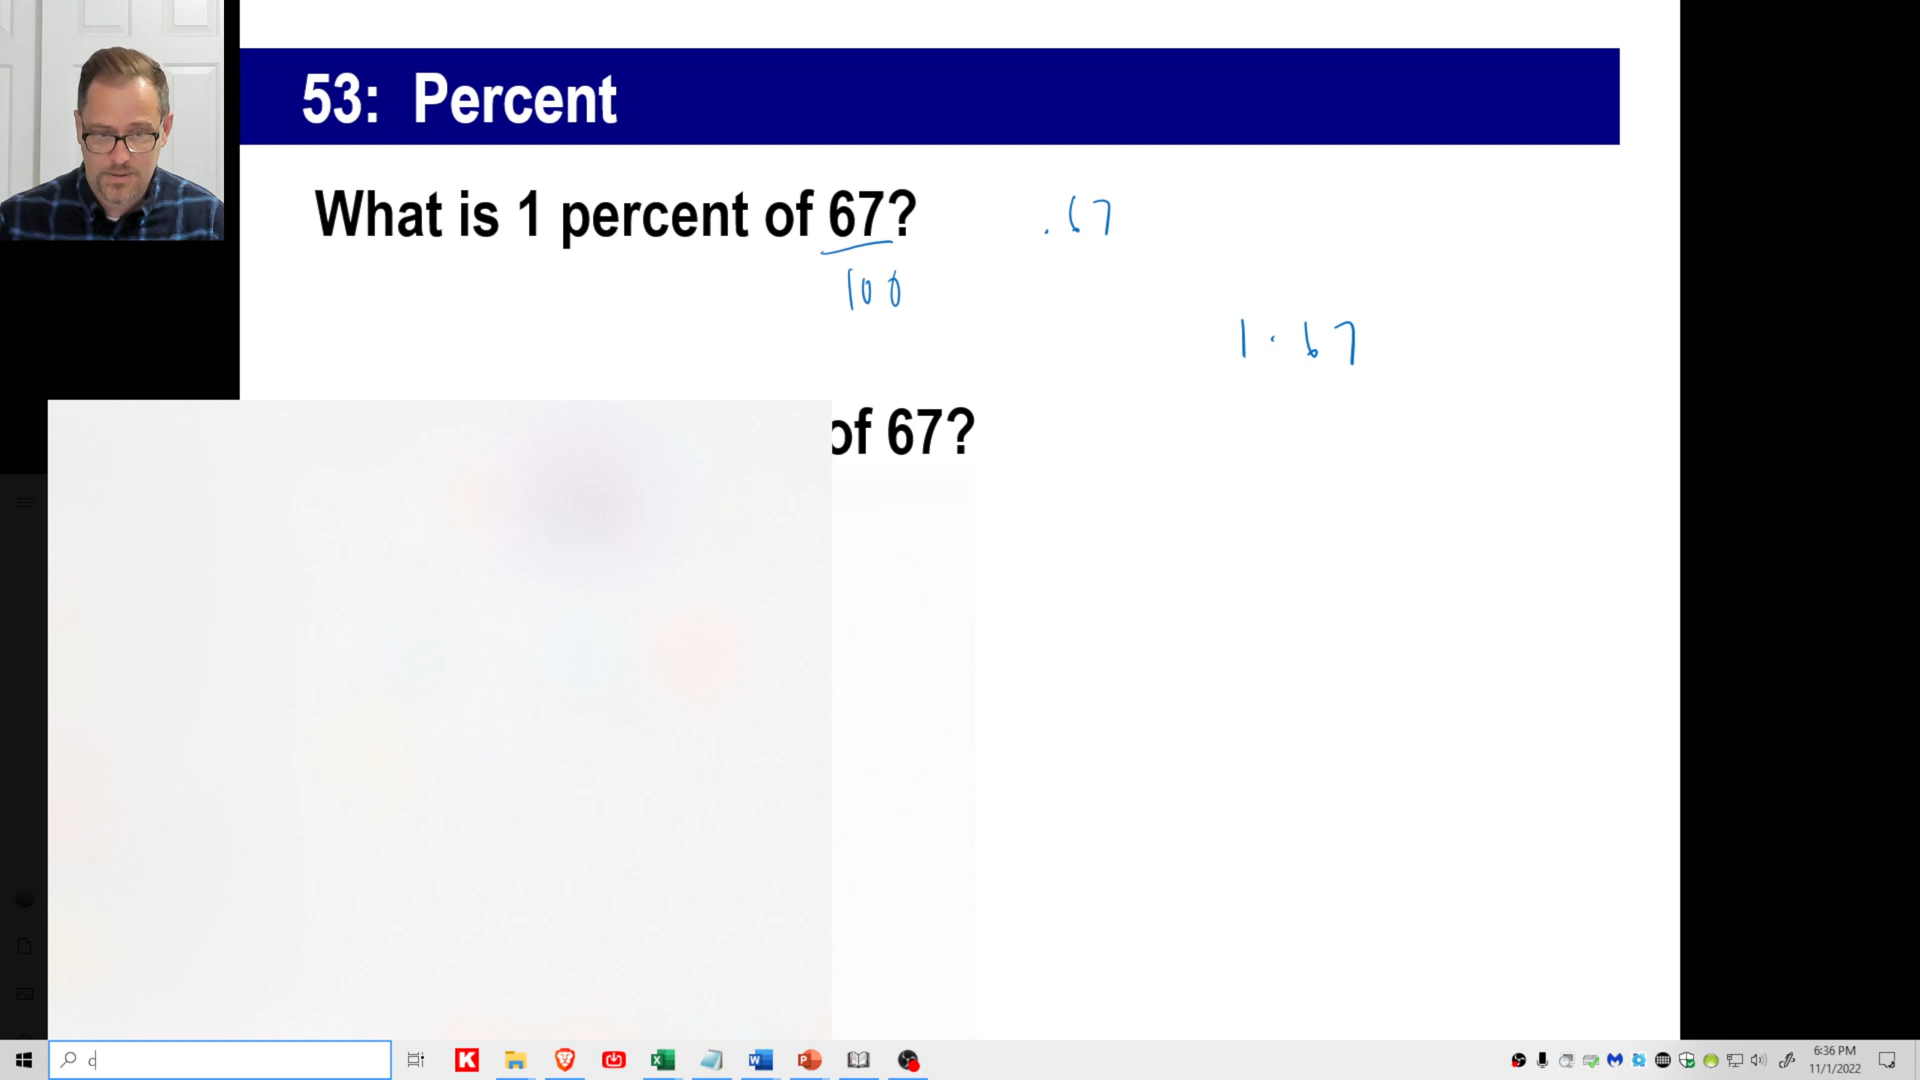 53: Percent
What is 1 percent of 67?
.67
100
1.67
of 67?
d
6:36 PM
11/1/2022